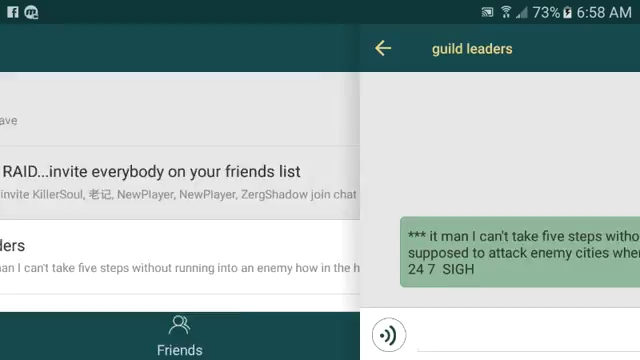 73% 6:58 AM
guild leaders
ave
RAID...invite everybody on your friends list
invite KillerSoul, 老记, NewPlayer, NewPlayer, ZergShadow join chat
ders
an I can't take five steps without running into an enemy how in the h
*** it man I can't take five steps witho
supposed to attack enemy cities when
24 7 SIGH
Friends